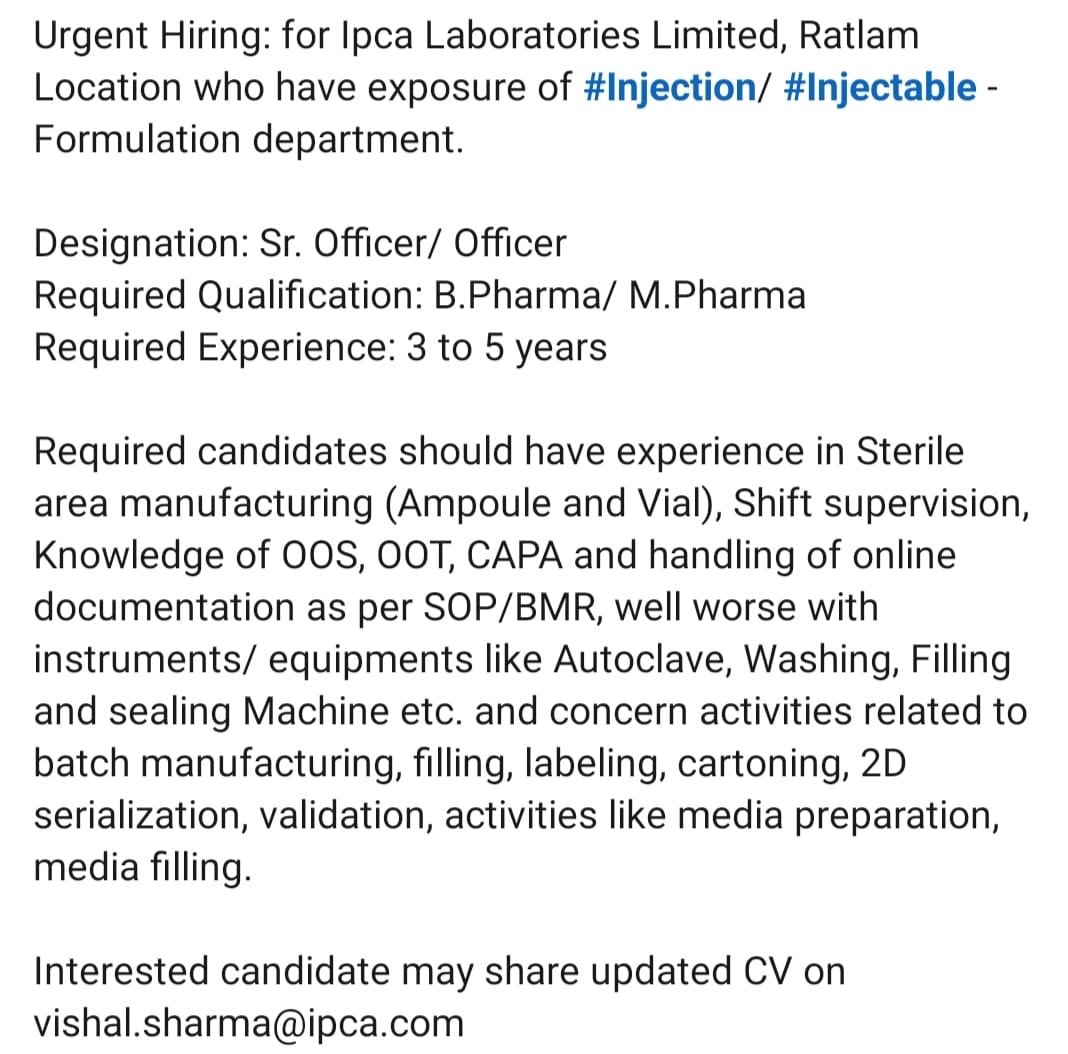 Urgent Hiring: for Ipca Laboratories Limited, Ratlam
Location who have exposure of #Injection/ #Injectable -
Formulation department.
Designation: Sr. Officer/ Officer
Required Qualification: B.Pharma/ M.Pharma
Required Experience: 3 to 5 years
Required candidates should have experience in Sterile
area manufacturing (Ampoule and Vial), Shift supervision,
Knowledge of OOS, OOT, CAPA and handling of online
documentation as per SOP/BMR, well worse with
instruments/ equipments like Autoclave, Washing, Filling
and sealing Machine etc. and concern activities related to
batch manufacturing, filling, labeling, cartoning, 2D
serialization, validation, activities like media preparation,
media filling.
Interested candidate may share updated CV on
vishal.sharma@ipca.com